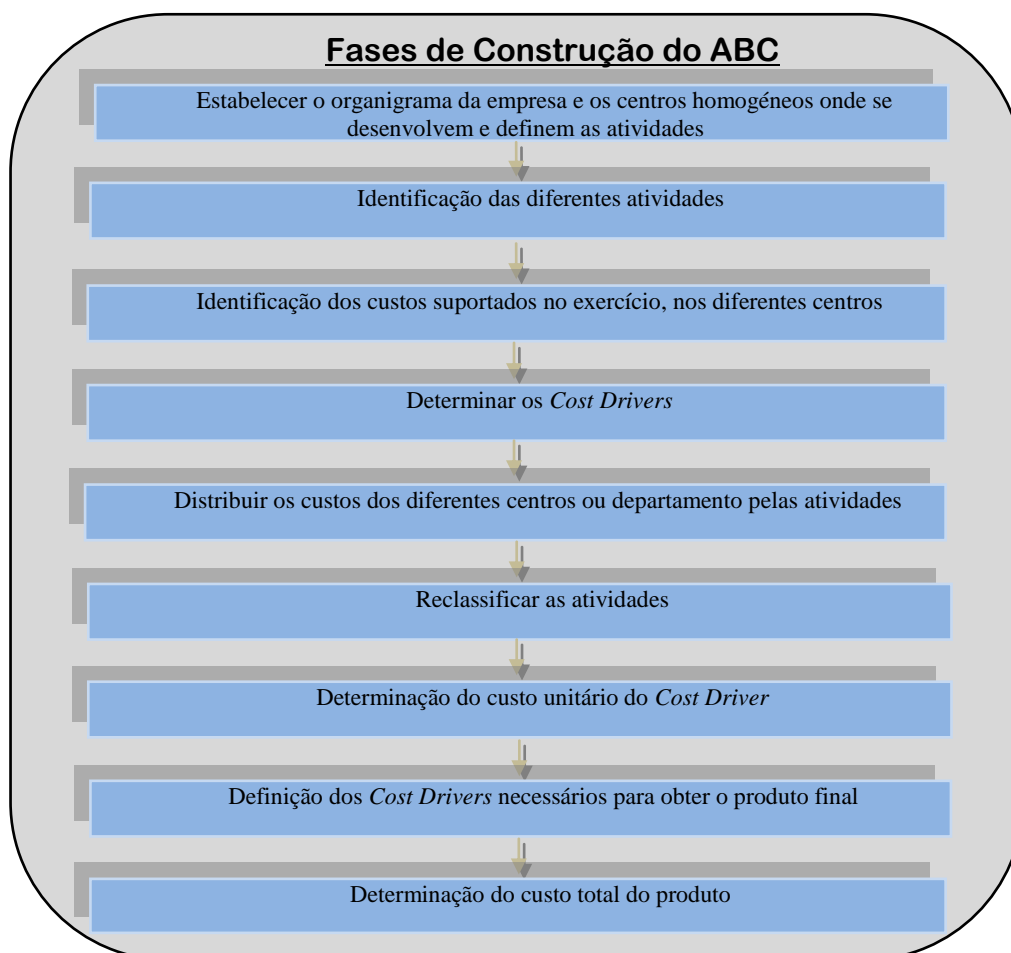 Fases de Construção do ABC
Estabelecer o organigrama da empresa e os centros homogéneos onde se
desenvolvem e definem as atividades
Identificação das diferentes atividades
Identificação dos custos suportados no exercício, nos diferentes centros
Determinar os Cost Drivers
Distribuir os custos dos diferentes centros ou departamento pelas atividades
Reclassificar as atividades
Determinação do custo unitário do Cost Driver
Definição dos Cost Drivers necessários para obter o produto final
Determinação do custo total do produto